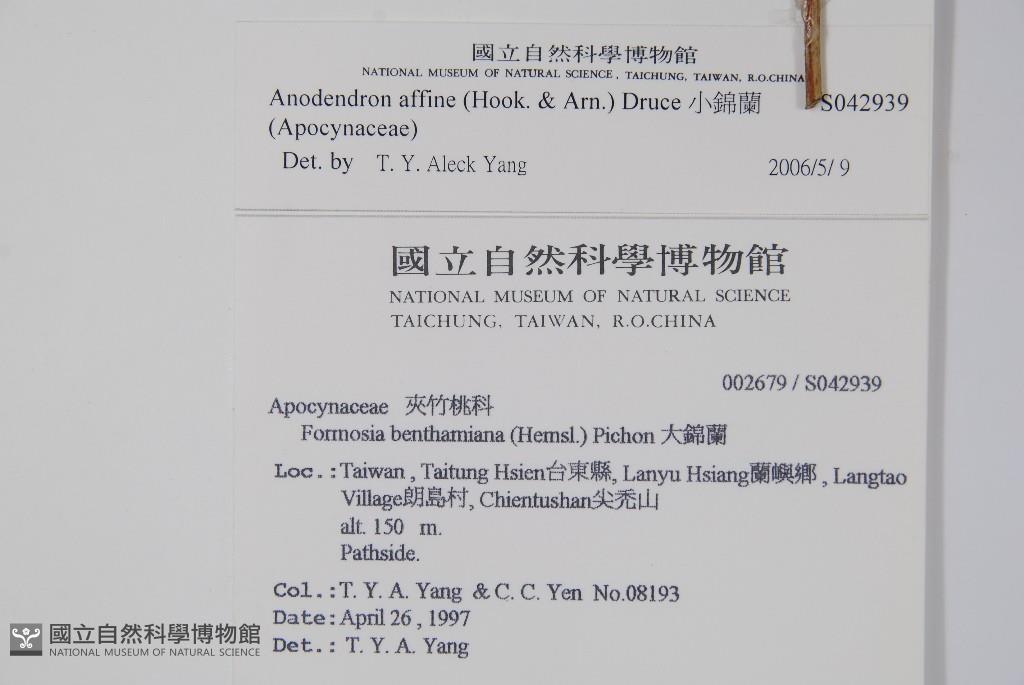 國立自然科學博物館
NATIONAL MUSEUM OF NATURAL SCIENCE, TAICHUNG, TAIWAN, R.O.CHINA
Anodendron affine (Hook. & Arn.) Druce 小錦蘭 S042939
(Apocynaceae)
Det. by T. Y. Aleck Yang 2006/5/ 9
國立自然科學博物館
NATIONAL MUSEUM OF NATURAL SCIENCE
TAICHUNG, TAIWAN, R.O.CHINA
002679 / S042939
Apocynaceae 夾竹桃科
Formosia benthamiana (Hemsl.) Pichon 大錦蘭
Loc.: Taiwan , Taitung Hsien台東縣, Lanyu Hsiang蘭嶼鄉 , Langtao
Village朗島村, Chientushan尖禿山
alt. 150 m.
Pathside.
Col.: T. Y. A. Yang & C. C. Yen No.08193
Date: April 26 , 1997
Det.: T. Y. A. Yang
國立自然科學博物館
NATIONAL MUSEUM OF NATURAL SCIENCE